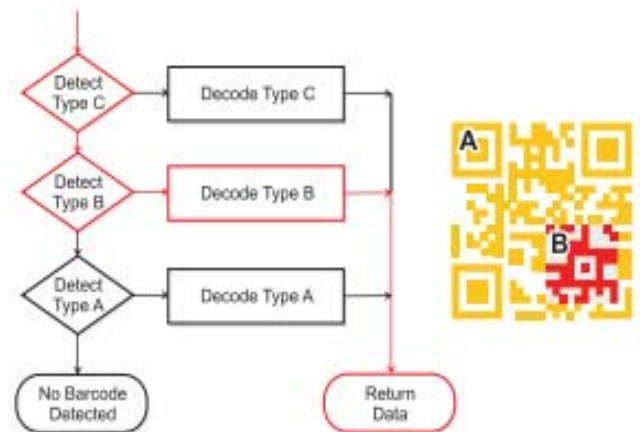 Detect
Type C
Decode Type C
Detect
Type B
Decode Type B
Detect
Type A
Decode Type A
No Barcode
Detected
Return
Data
A
B